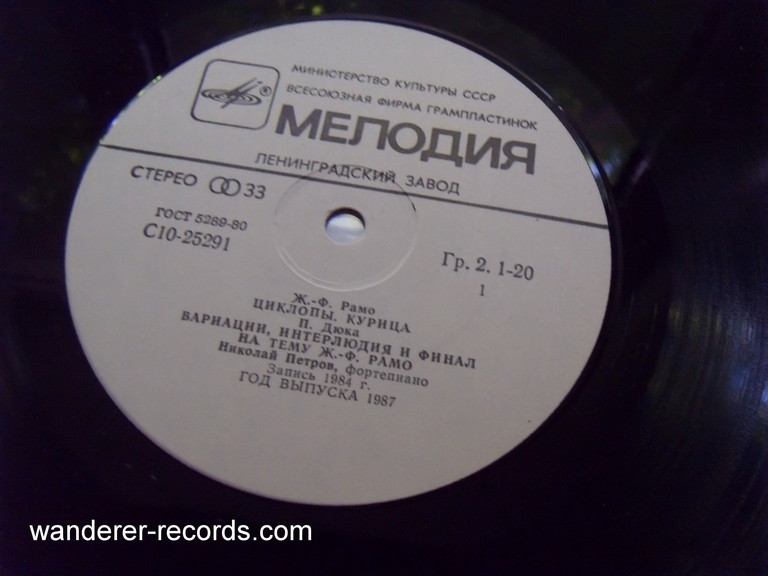 МИНИСТЕРСТВО КУЛЬТУРЫ СССР
ВСЕСОЮЗНАЯ ФИРМА ГРАМПЛАСТИНОК
МЕЛОДИЯ
ЛЕНИНГРАДСКИЙ ЗАВОД
СТЕРЕО 33
ГОСТ 5289-80
С10-25291
Гр. 2. 1-20
1
Ж.-Ф. Рамо
ЦИКЛОПЫ. КУРИЦА
П. Дюка
ВАРИАЦИИ, ИНТЕРЛЮДИЯ И ФИНАЛ
НА ТЕМУ Ж.-Ф. РАМО
Николай Петров, фортепиано
Запись 1984 г.
ГОД ВЫПУСКА 1987
wanderer-records.com